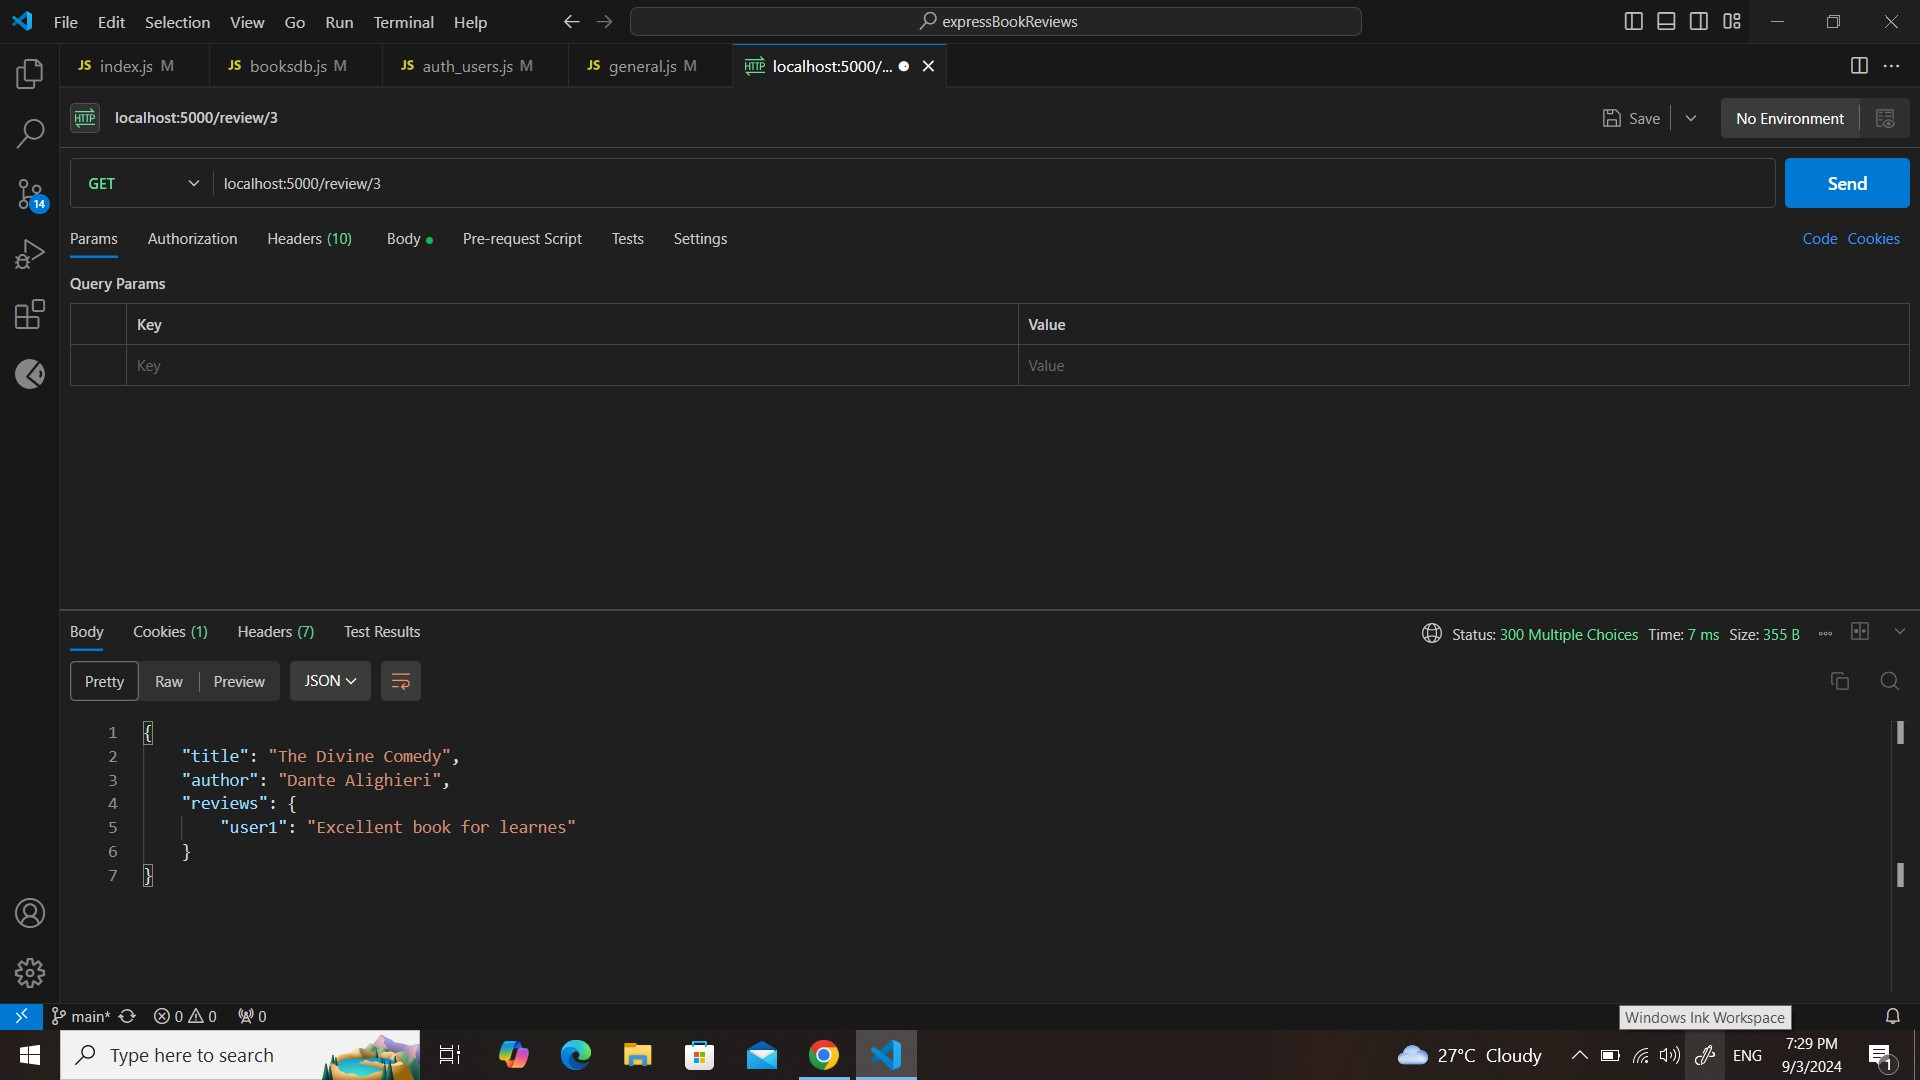 File Edit Selection View Go Run Terminal Help
expressBookReviews
JS index.js M
JS booksdb.js M
JS auth_users.js M
JS general.js M
HTTP localhost:5000/...
HTTP localhost:5000/review/3
Save
No Environment
GET localhost:5000/review/3
Send
14
Params Authorization Headers (10) Body Pre-request Script Tests Settings
Code Cookies
Query Params
Key Value
Key Value
Body Cookies (1) Headers (7) Test Results
Status: 300 Multiple Choices Time: 7 ms Size: 355 B
Pretty Raw Preview JSON
1 {
2 "title": "The Divine Comedy",
3 "author": "Dante Alighieri",
4 "reviews": {
5 "user1": "Excellent book for learnes"
6 }
7 }
main* 0 0 0
Windows Ink Workspace
Type here to search
27°C Cloudy
ENG
7:29 PM
9/3/2024
1